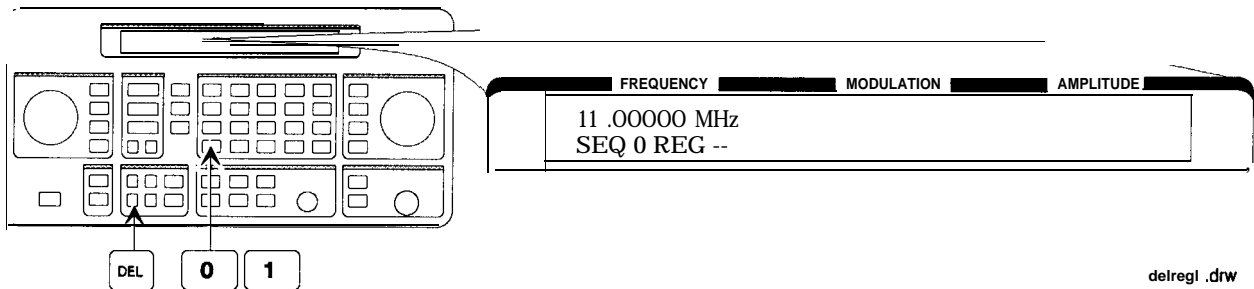 FREQUENCY MODULATION AMPLITUDE
11 .00000 MHz
SEQ 0 REG --
DEL 0 1
delregl .drw